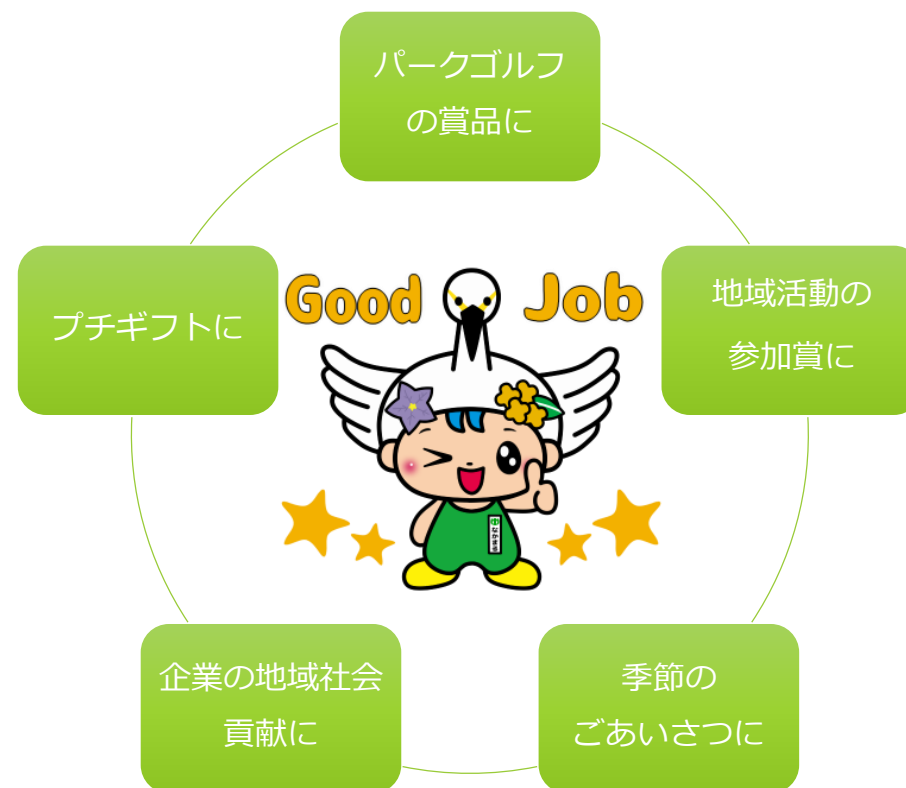 パークゴルフ
の賞品に
プチギフトに
Good Job
地域活動の
参加賞に
なかまる
企業の地域社会
貢献に
季節の
ごあいさつに